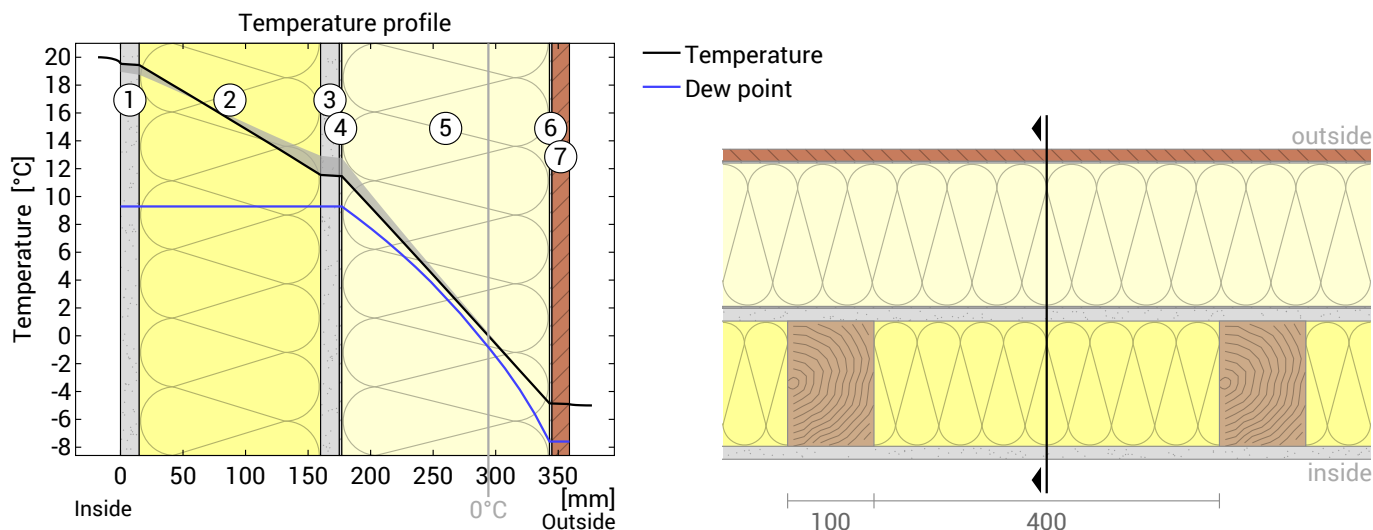 Temperature profile
Temperature
Dew point
Temperature [°C]
20
18
16
14
12
10
8
6
4
2
0
-2
-4
-6
-8
1
2
3
4
5
6
7
0 50 100 150 200 250 300 350
[mm]
Inside
0°C
Outside
outside
inside
100
400